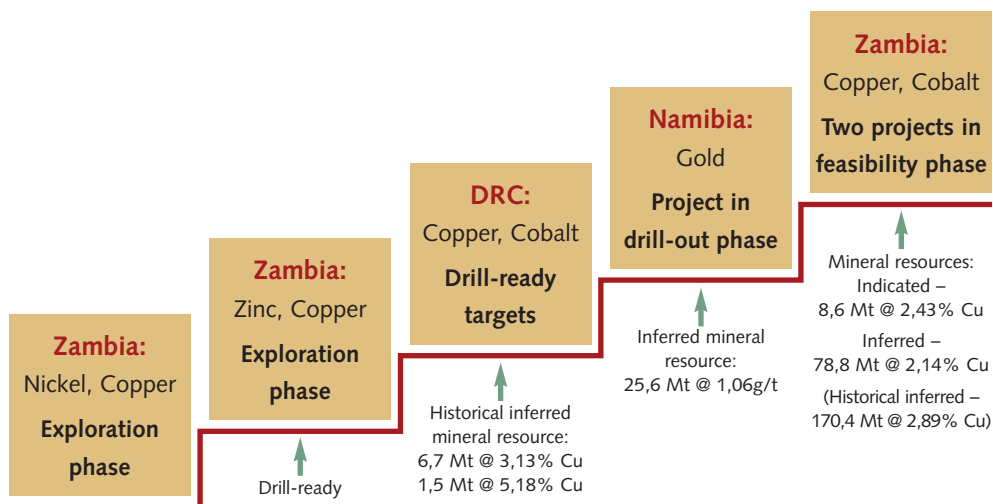 Zambia:
Nickel, Copper
Exploration
phase
Zambia:
Zinc, Copper
Exploration
phase
Drill-ready
DRC:
Copper, Cobalt
Drill-ready
targets
Historical inferred
mineral resource:
6,7 Mt @ 3,13% Cu
1,5 Mt @ 5,18% Cu
Namibia:
Gold
Project in
drill-out phase
Inferred mineral
resource:
25,6 Mt @ 1,06g/t
Zambia:
Copper, Cobalt
Two projects in
feasibility phase
Mineral resources:
Indicated –
8,6 Mt @ 2,43% Cu
Inferred –
78,8 Mt @ 2,14% Cu
(Historical inferred –
170,4 Mt @ 2,89% Cu)